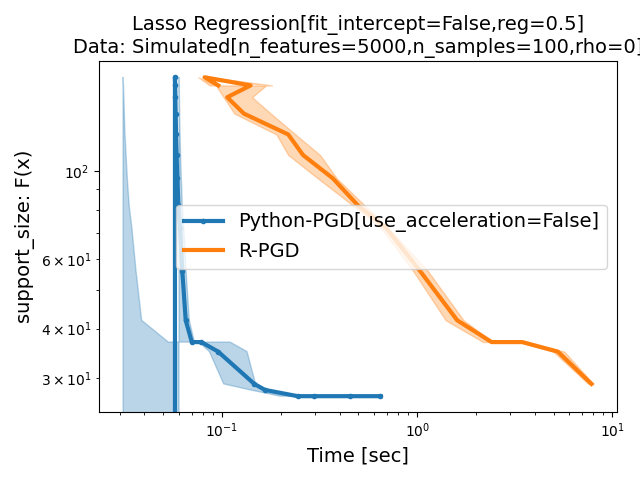 Lasso Regression[fit_intercept=False,reg=0.5]
Data: Simulated[n_features=5000,n_samples=100,rho=0]
support_size: F(x)
10²
6 × 10¹
4 × 10¹
3 × 10¹
Python-PGD[use_acceleration=False]
R-PGD
10⁻¹ 10⁰ 10¹
Time [sec]